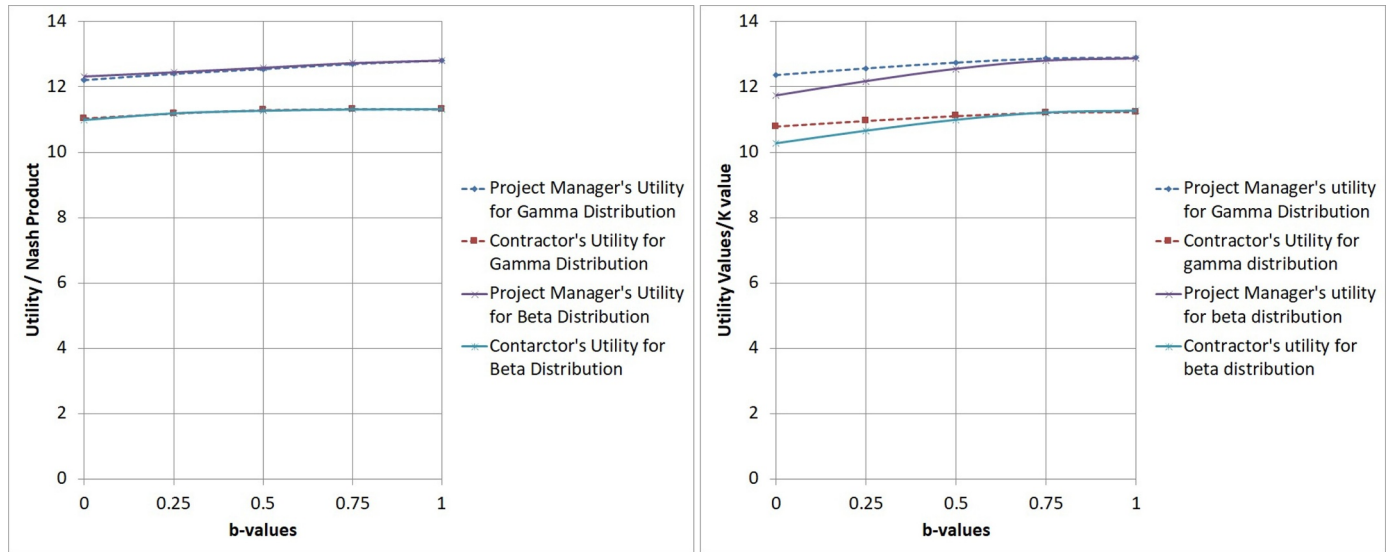 14
12
10
8
6
4
2
0
Utility / Nash Product
0 0.25 0.5 0.75 1
b-values
Project Manager's Utility
for Gamma Distribution
Contractor's Utility for
Gamma Distribution
Project Manager's Utility
for Beta Distribution
Contarctor's Utility for
Beta Distribution
14
12
10
8
6
4
2
0
Utility Values/K value
0 0.25 0.5 0.75 1
b-values
Project Manager's utility
for Gamma Distribution
Contractor's Utility for
gamma distribution
Project Manager's utility
for beta distribution
Contractor's utility for
beta distribution